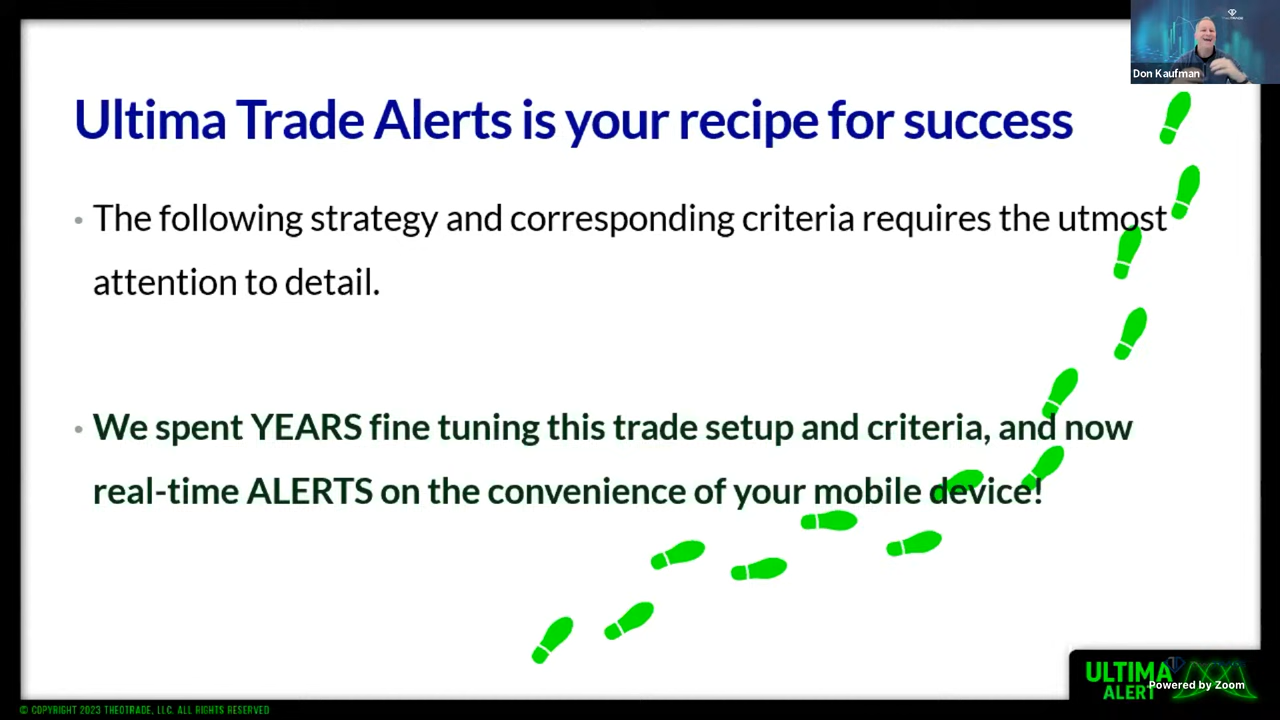 Don Kaufman
Ultima Trade Alerts is your recipe for success
• The following strategy and corresponding criteria requires the utmost
attention to detail.
• We spent YEARS fine tuning this trade setup and criteria, and now
real-time ALERTS on the convenience of your mobile device!
ULTIMA
ALERT
Powered by Zoom
© COPYRIGHT 2023 THEOTRADE, LLC. ALL RIGHTS RESERVED